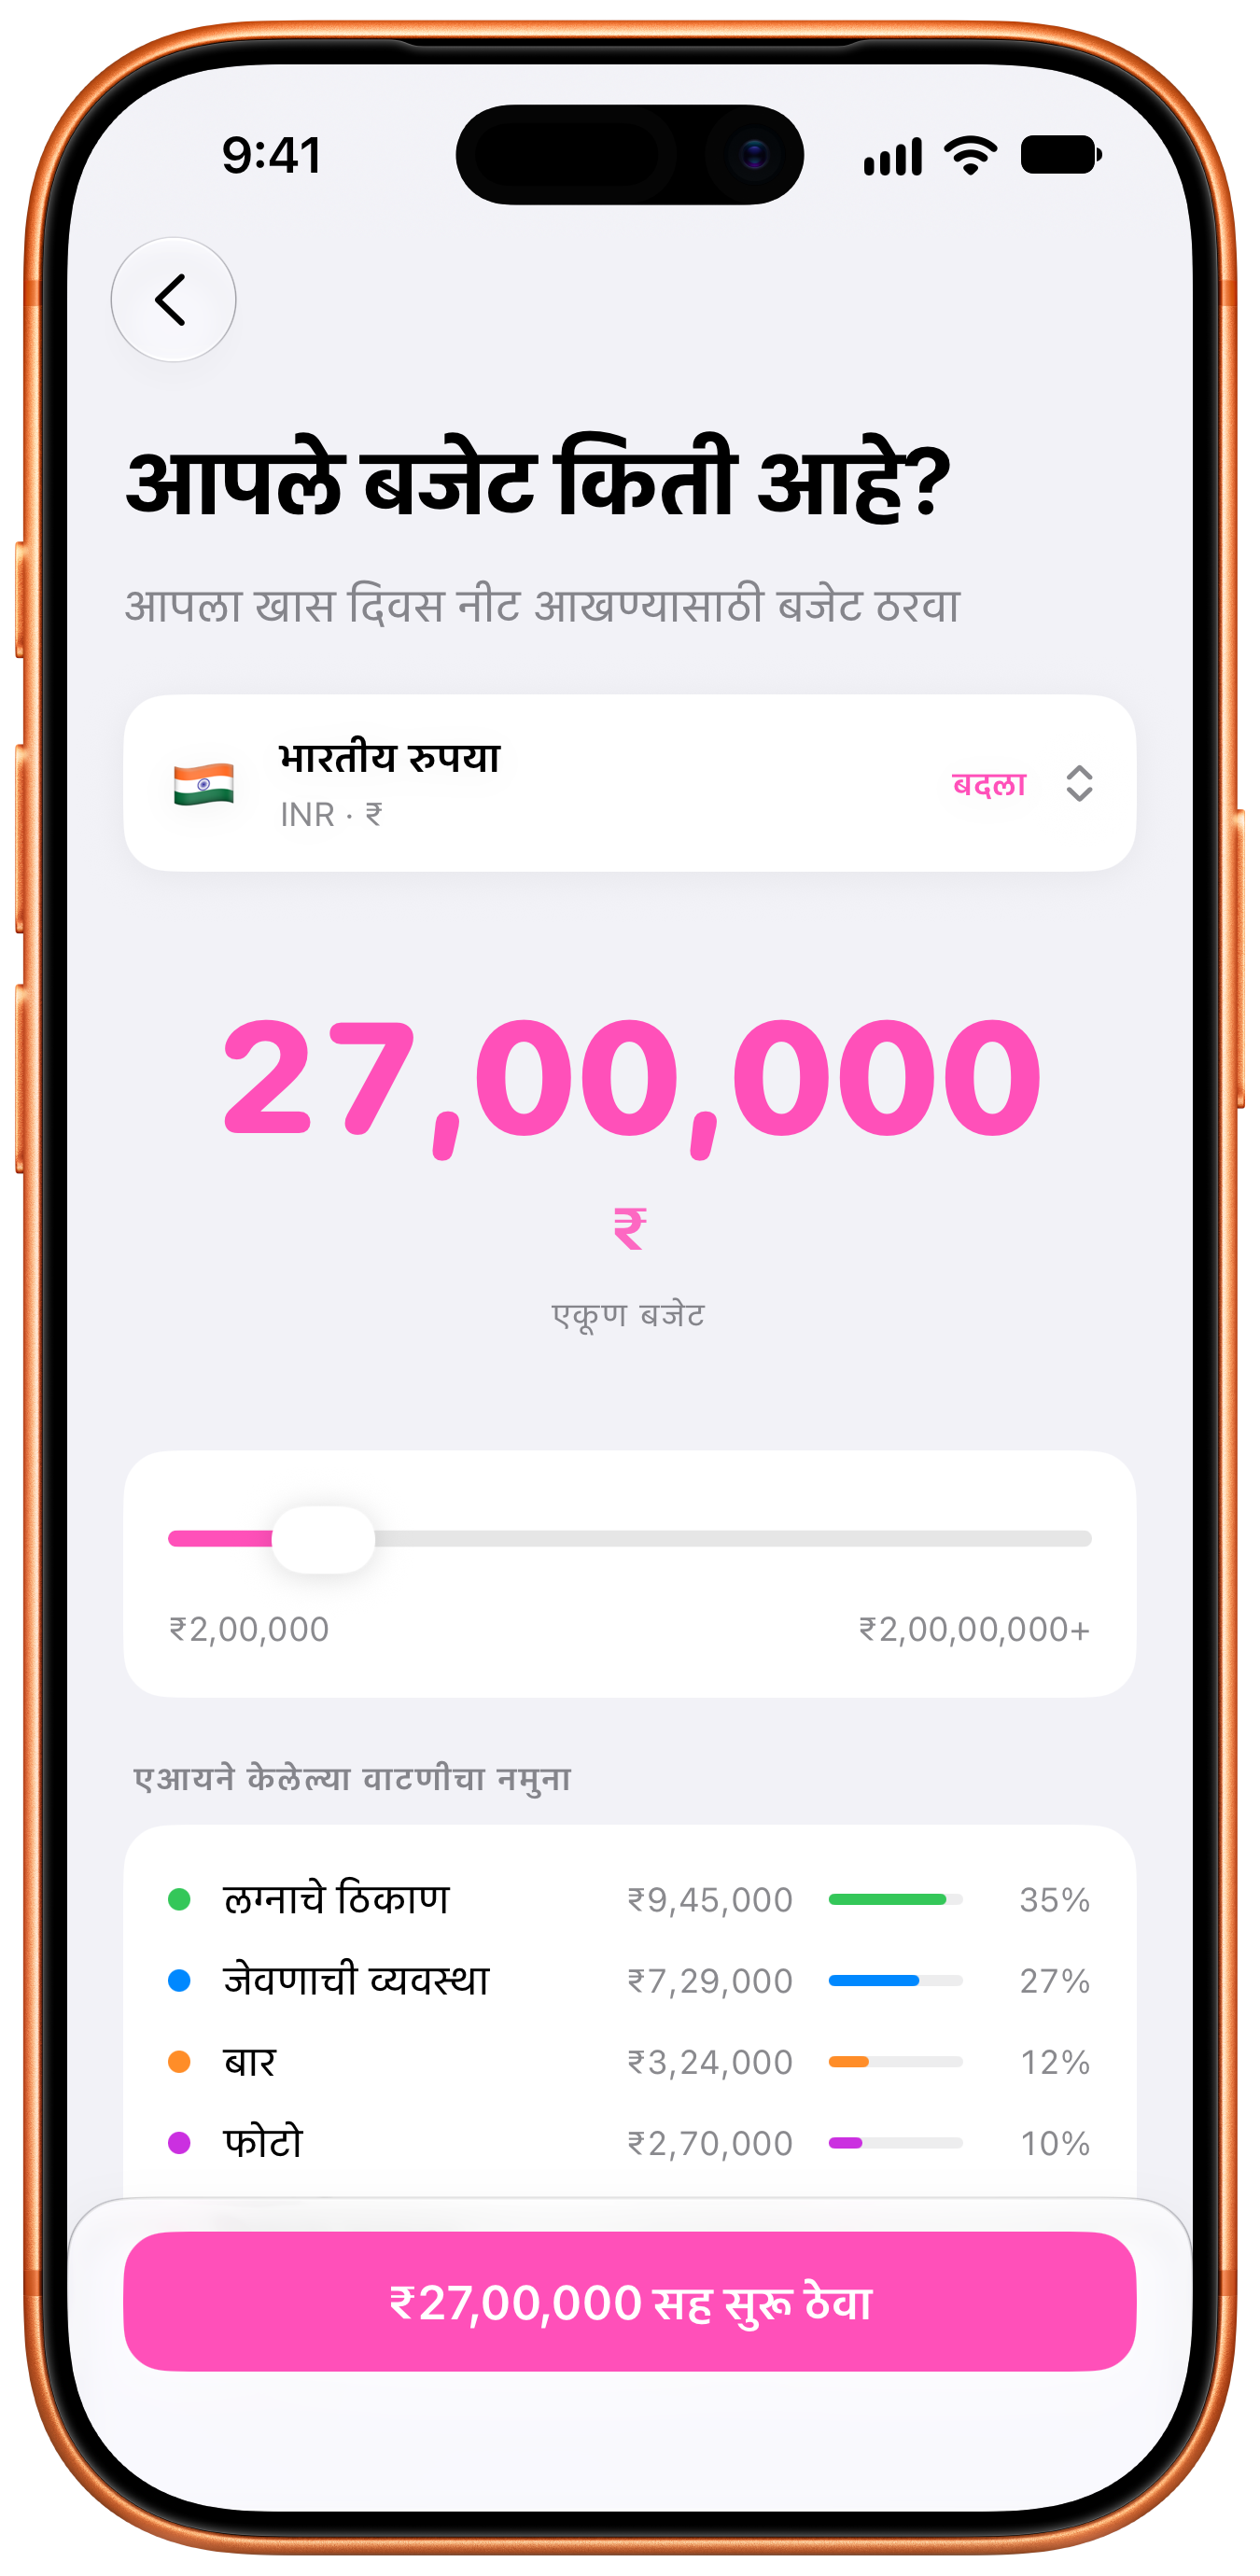 9:41
आपले बजेट किती आहे?
आपला खास दिवस नीट आखण्यासाठी बजेट ठरवा
भारतीय रुपया
INR · ₹
बदला
27,00,000
₹
एकूण बजेट
₹2,00,000
₹2,00,00,000+
एआयने केलेल्या वाटणीचा नमुना
लग्नाचे ठिकाण ₹9,45,000 35%
जेवणाची व्यवस्था ₹7,29,000 27%
बार ₹3,24,000 12%
फोटो ₹2,70,000 10%
₹27,00,000 सह सुरू ठेवा